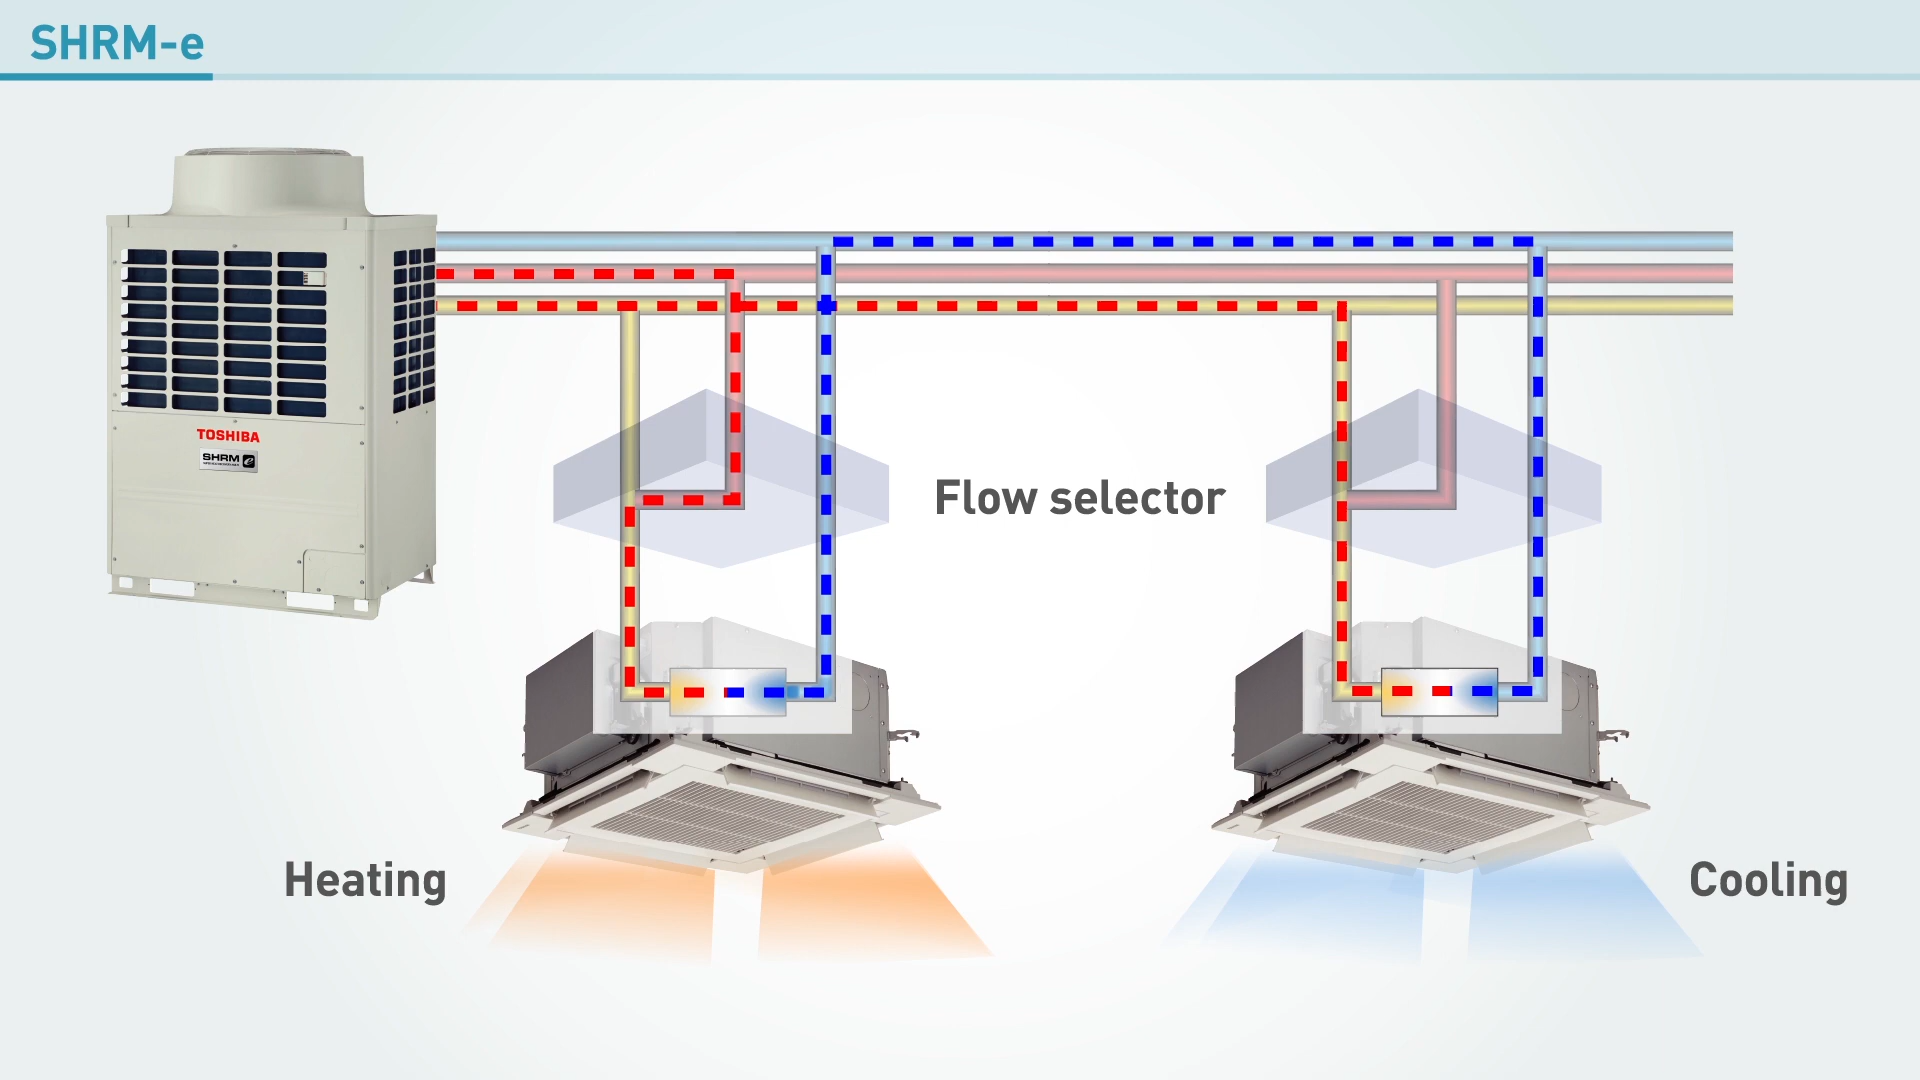 SHRM-e
TOSHIBA
SHRM e
Flow selector
Heating
Cooling